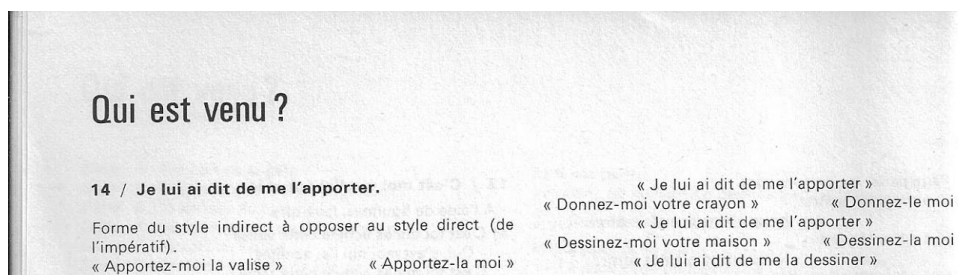 Qui est venu ?
14 / Je lui ai dit de me l'apporter.
Forme du style indirect à opposer au style direct (de
l'impératif).
« Apportez-moi la valise » « Apportez-la moi »
« Je lui ai dit de me l'apporter »
« Donnez-moi votre crayon » « Donnez-le moi
« Je lui ai dit de me l'apporter »
« Dessinez-moi votre maison » « Dessinez-la moi
« Je lui ai dit de me la dessiner »